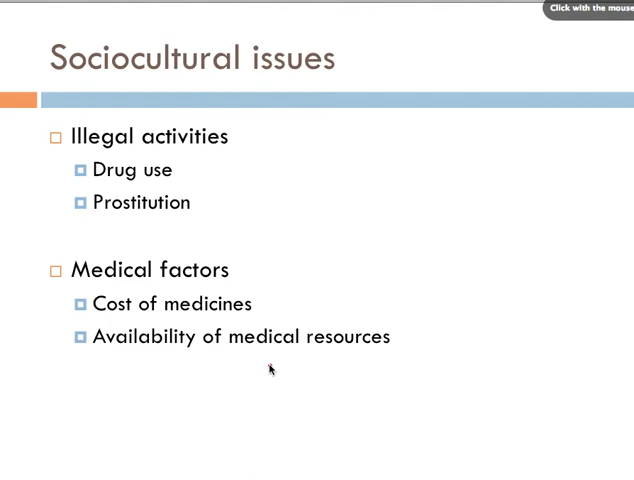 Click with the mouse
Sociocultural issues
Illegal activities
Drug use
Prostitution
Medical factors
Cost of medicines
Availability of medical resources